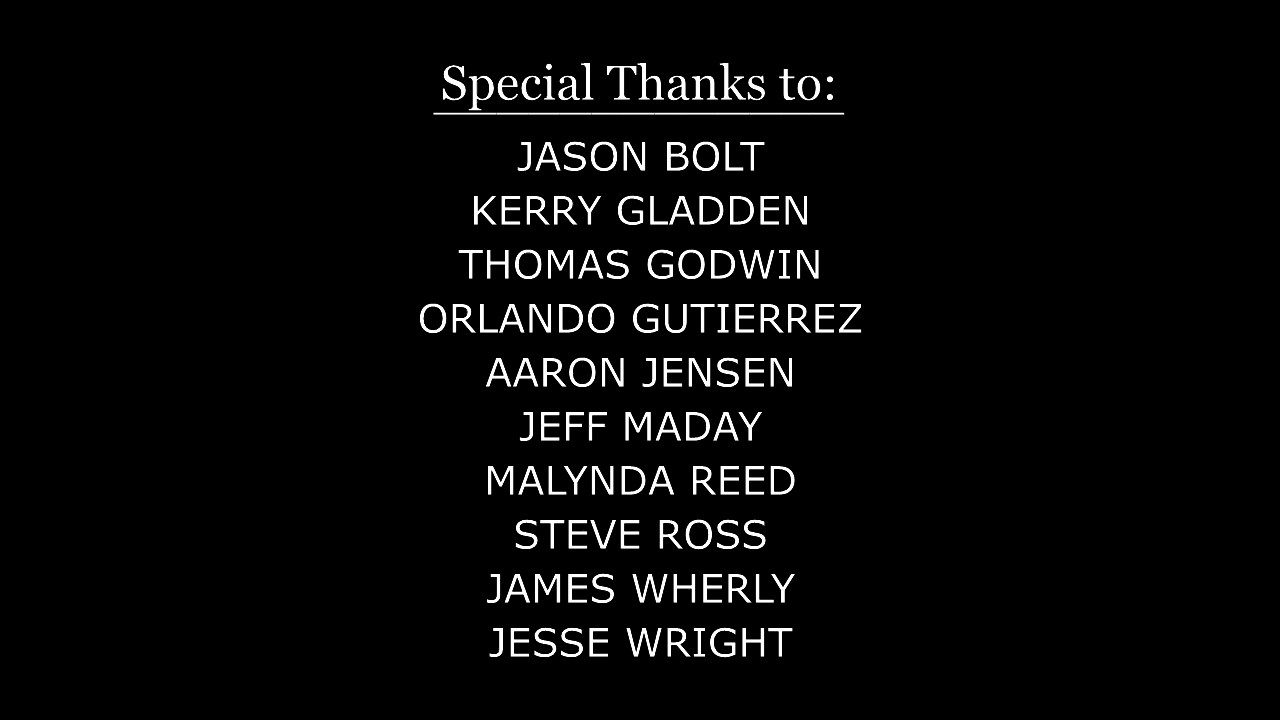 Special Thanks to:
JASON BOLT
KERRY GLADDEN
THOMAS GODWIN
ORLANDO GUTIERREZ
AARON JENSEN
JEFF MADAY
MALYNDA REED
STEVE ROSS
JAMES WHERLY
JESSE WRIGHT